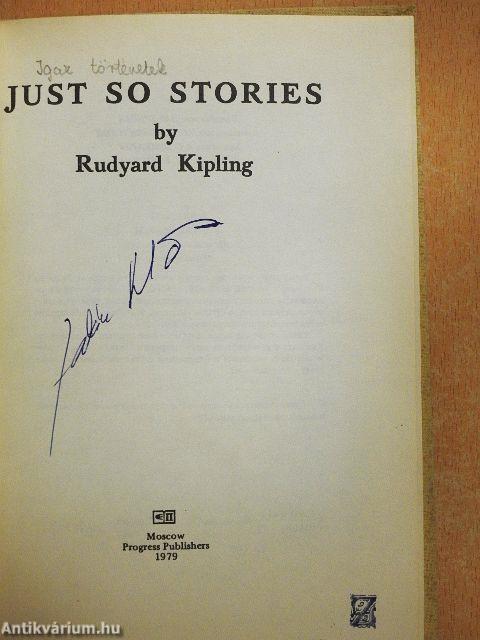 Igaz történetek
JUST SO STORIES
by
Rudyard Kipling
Moscow
Progress Publishers
1979
Antikvárium.hu